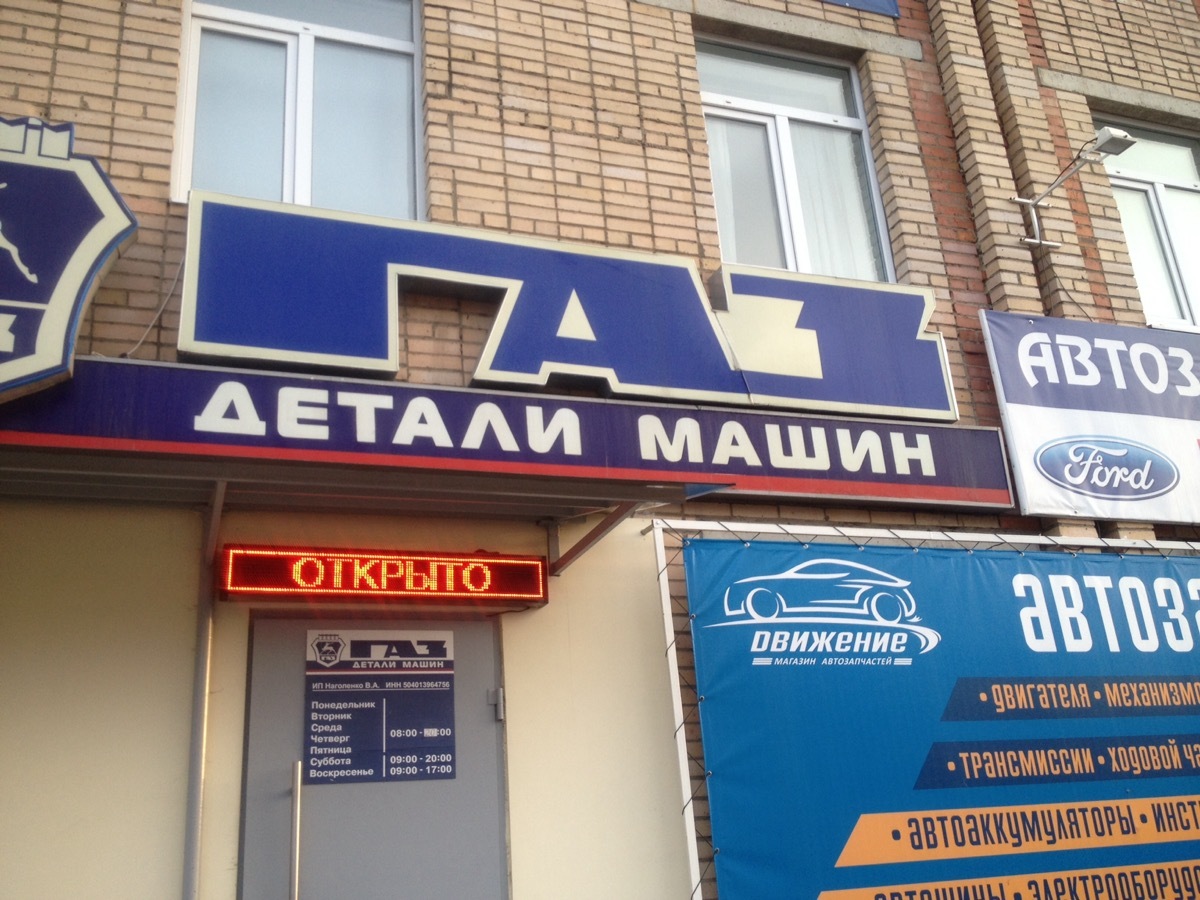 ГАЗ
ДЕТАЛИ МАШИН
АВТОЗ
Ford
ОТКРЫТО
ГАЗ
ДЕТАЛИ МАШИН
ИП Наголенко В.А. ИНН 504013964756
Понедельник
Вторник
Среда
Четверг
08:00 -
Пятница
Суббота 09:00 - 20:00
Воскресенье 09:00 - 17:00
ДВИЖЕНИЕ
МАГАЗИН АВТОЗАПЧАСТЕЙ
АВТОЗА
• ДВИГАТЕЛЯ • МЕХАНИЗМО
• ТРАНСМИССИИ • ХОДОВОЙ ЧА
• АВТОАККУМУЛЯТОРЫ • ИНСТ
АВТОШИНЫ • ЭЛЕКТРООБОРУДО